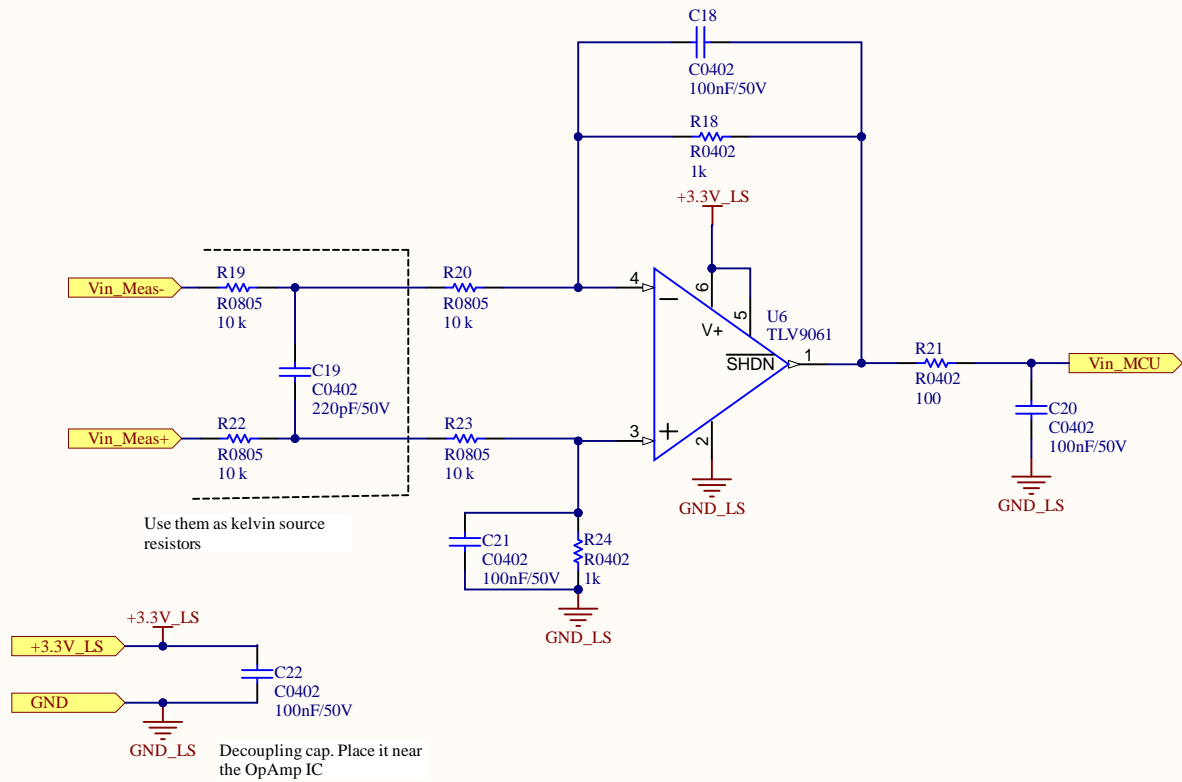 C18
C0402
100nF/50V
R18
R0402
1k
+3.3V_LS
Vin_Meas-
R19
R0805
10 k
R20
R0805
10 k
4
6
5
V+
U6
TLV9061
SHDN
1
R21
R0402
100
Vin_MCU
C19
C0402
220pF/50V
C20
C0402
100nF/50V
GND_LS
Vin_Meas+
R22
R0805
10 k
R23
R0805
10 k
3
2
GND_LS
Use them as kelvin source
resistors
C21
C0402
100nF/50V
R24
R0402
1k
GND_LS
+3.3V_LS
+3.3V_LS
C22
C0402
100nF/50V
GND
GND_LS
Decoupling cap. Place it near
the OpAmp IC